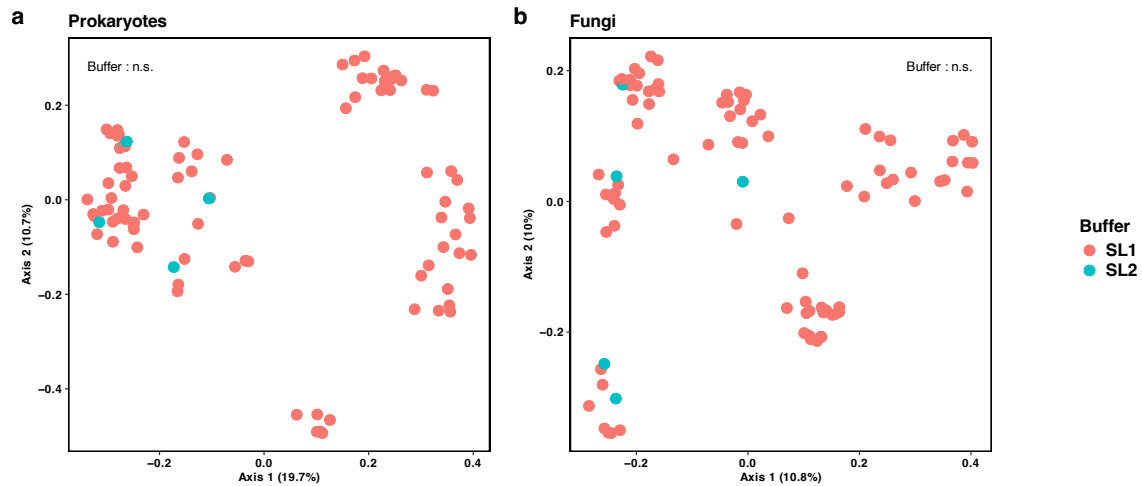 a
Prokaryotes
Buffer : n.s.
0.2
0.0
−0.2
−0.4
Axis 2 (10.7%)
−0.2
0.0
0.2
0.4
Axis 1 (19.7%)
b
Fungi
Buffer : n.s.
0.2
0.0
−0.2
Axis 2 (10%)
−0.2
0.0
0.2
0.4
Axis 1 (10.8%)
Buffer
SL1
SL2